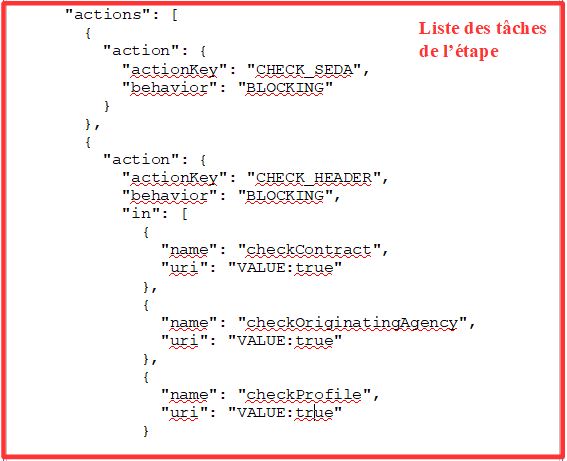 "actions": [
{
"action": {
"actionKey": "CHECK_SEDA",
"behavior": "BLOCKING"
}
},
{
"action": {
"actionKey": "CHECK_HEADER",
"behavior": "BLOCKING",
"in": [
{
"name": "checkContract",
"uri": "VALUE:true"
},
{
"name": "checkOriginatingAgency",
"uri": "VALUE:true"
},
{
"name": "checkProfile",
"uri": "VALUE:true"
}
Liste des tâches
de l’étape